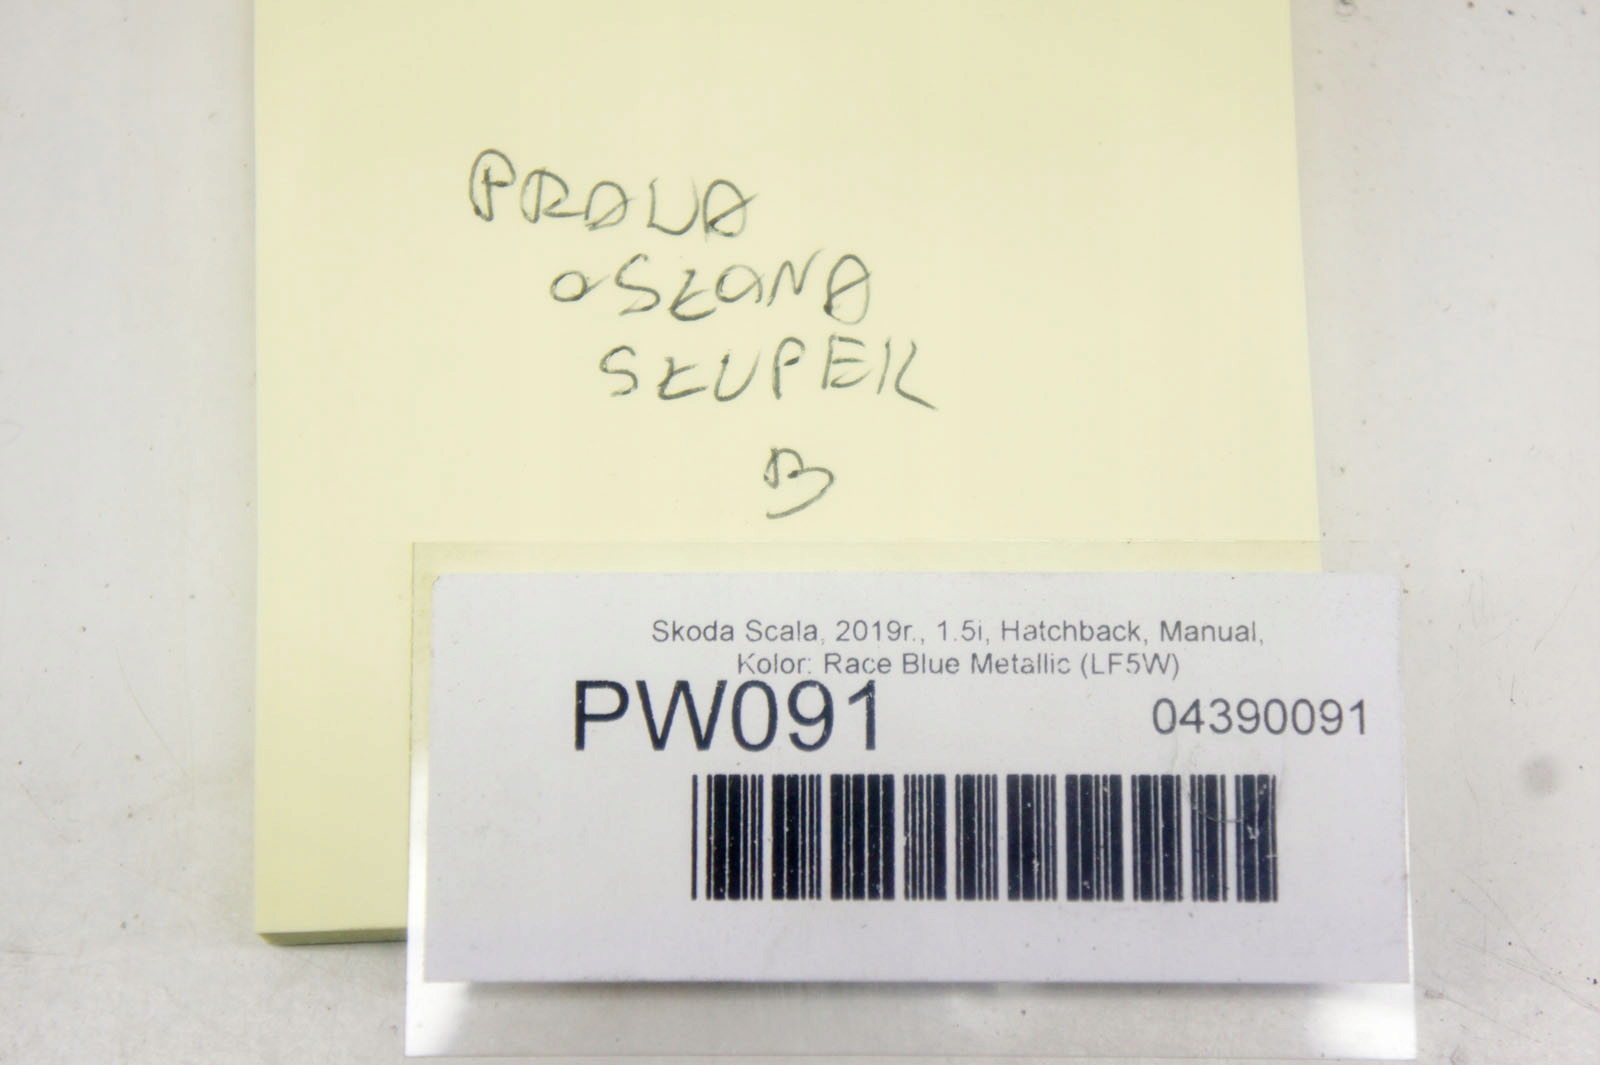 PRAWA
OSŁONA
SŁUPEK
B
Skoda Scala, 2019r., 1.5i, Hatchback, Manual,
Kolor: Race Blue Metallic (LF5W)
PW091 04390091